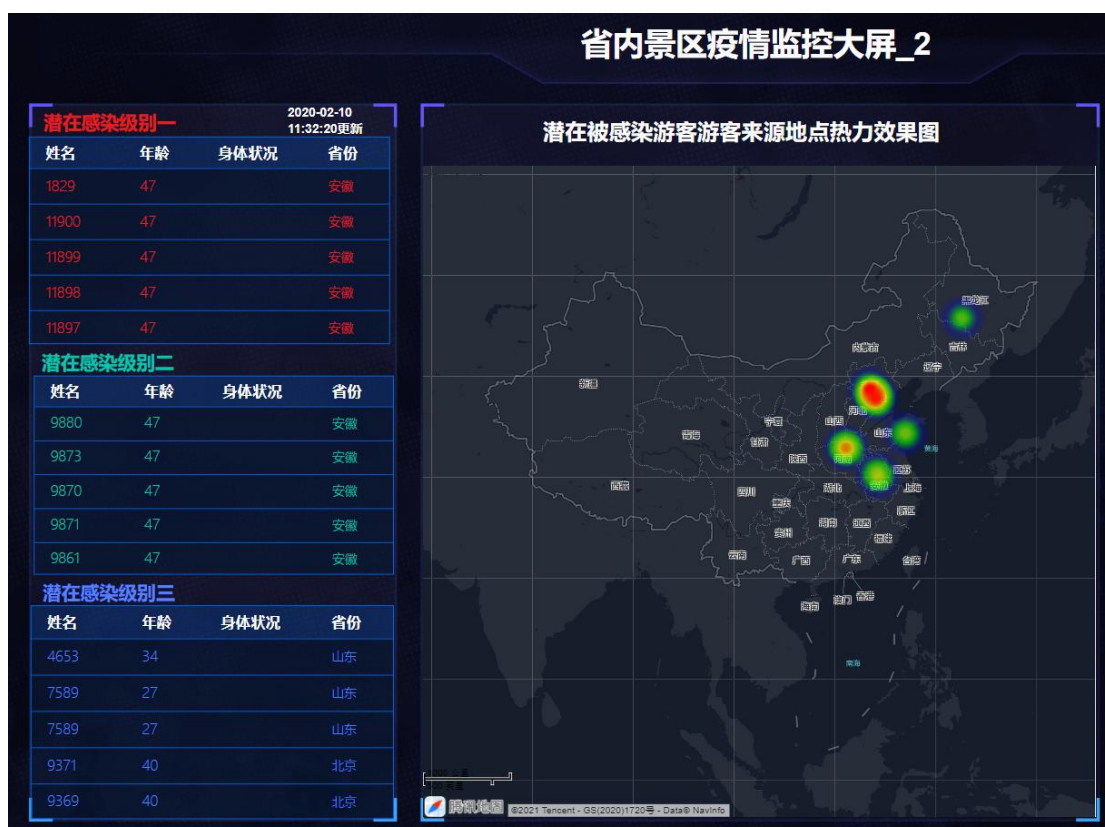 省内景区疫情监控大屏_2
潜在感染级别一
2020-02-10
11:32:20更新
姓名 年龄 身体状况 省份
1829 47 安徽
11900 47 安徽
11899 47 安徽
11898 47 安徽
11897 47 安徽
潜在感染级别二
姓名 年龄 身体状况 省份
9880 47 安徽
9873 47 安徽
9870 47 安徽
9871 47 安徽
9861 47 安徽
潜在感染级别三
姓名 年龄 身体状况 省份
4653 34 山东
7589 27 山东
7589 27 山东
9371 40 北京
9369 40 北京
潜在被感染游客游客来源地点热力效果图
黑龙江
内蒙古
吉林
辽宁
新疆
宁夏
山西
山东
青海
甘肃
黄海
陕西
江苏
西藏
四川
湖北
上海
重庆
浙江
湖南
江西
贵州
福建
云南
广西
广东
台湾
海南
澳门
香港
南海
腾讯地图
©2021 Tencent - GS(2020)1720号 - Data© NavInfo